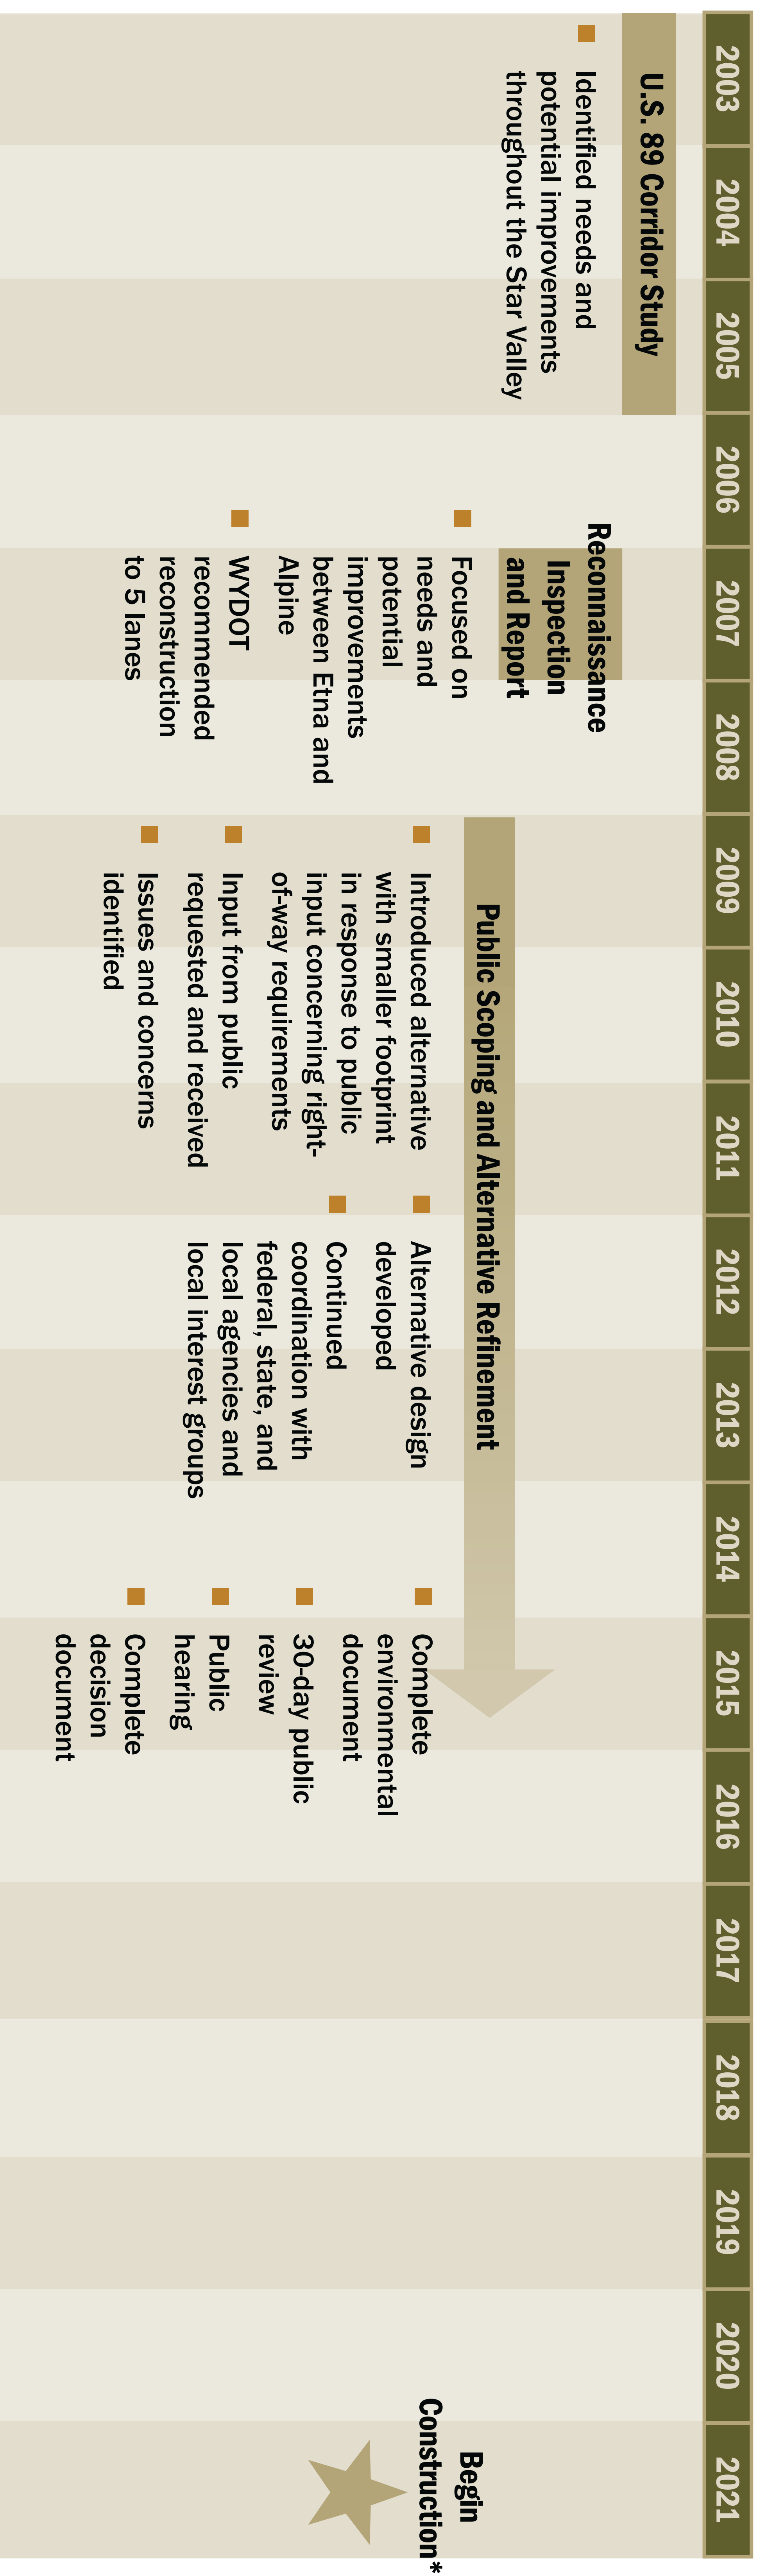 2003
2004
2005
2006
2007
2008
2009
2010
2011
2012
2013
2014
2015
2016
2017
2018
2019
2020
2021
U.S. 89 Corridor Study
Identified needs and
potential improvements
throughout the Star Valley
Reconnaissance
Inspection
and Report
Focused on
needs and
potential
improvements
between Etna and
Alpine
WYDOT
recommended
reconstruction
to 5 lanes
Public Scoping and Alternative Refinement
Introduced alternative
with smaller footprint
in response to public
input concerning right-
of-way requirements
Input from public
requested and received
Issues and concerns
identified
Alternative design
developed
Continued
coordination with
federal, state, and
local agencies and
local interest groups
Complete
environmental
document
30-day public
review
Public
hearing
Complete
decision
document
Begin
Construction*